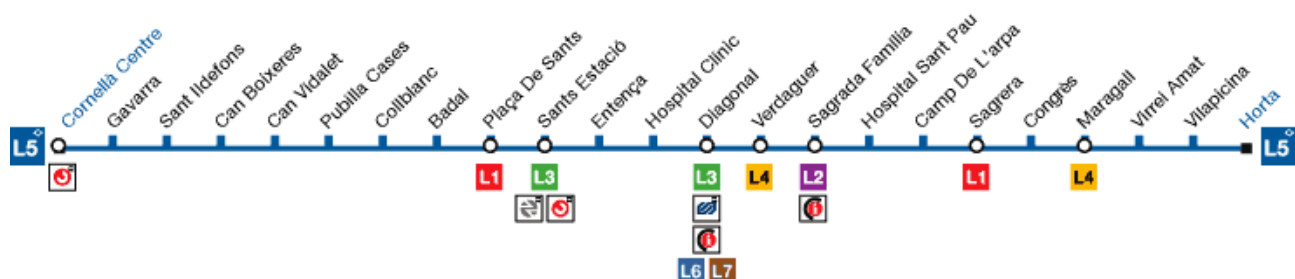 Cornellà Centre
Gavarra
Sant Ildefons
Can Boixeres
Can Vidalet
Pubilla Cases
Collblanc
Badal
Plaça De Sants
Sants Estació
Entença
Hospital Clínic
Diagonal
Verdaguer
Sagrada Família
Hospital Sant Pau
Camp De L'arpa
Sagrera
Congrès
Maragall
Virrei Amat
Vilapicina
Horta
L5
L5
L1
L3
L3
L4
L2
L1
L4
L6 L7